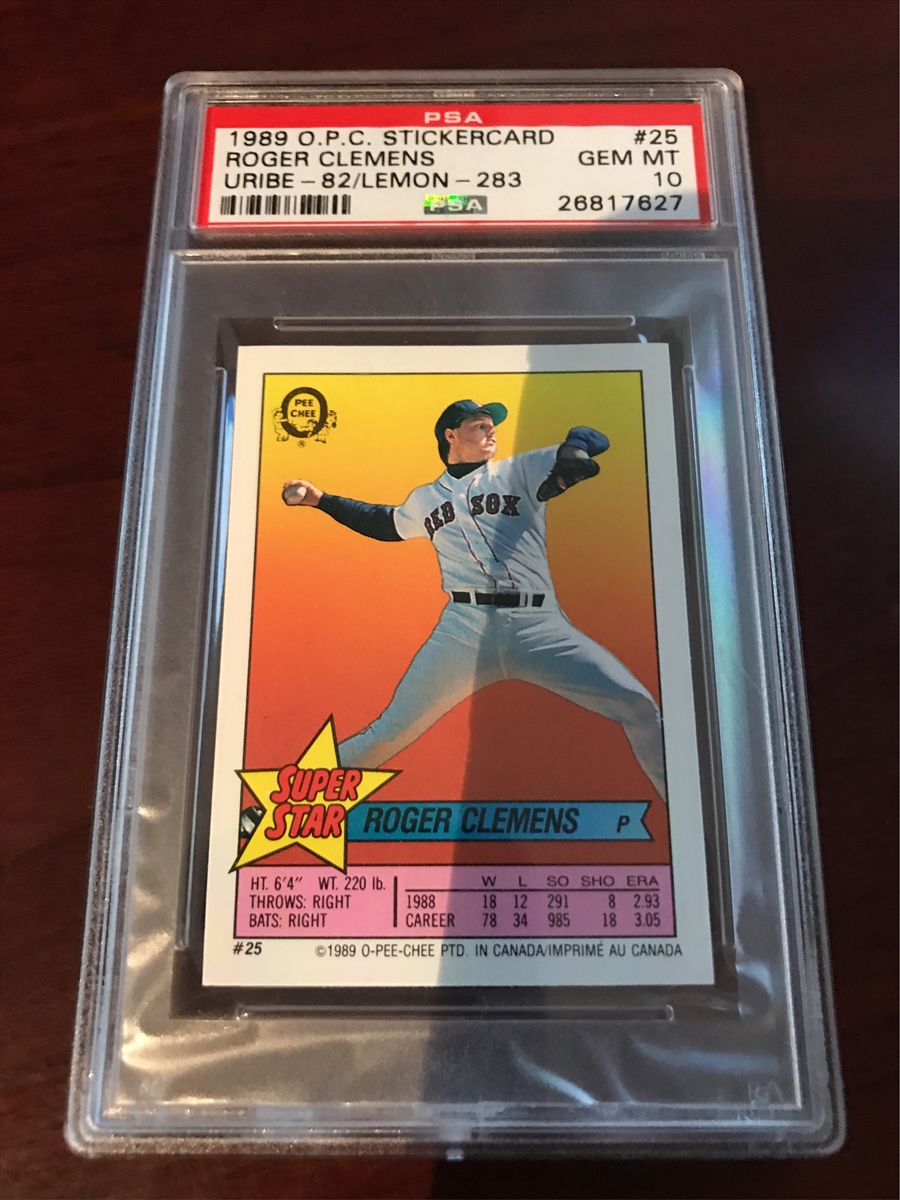 PSA
1989 O.P.C. STICKERCARD #25
ROGER CLEMENS GEM MT
URIBE - 82/LEMON - 283 10
PSA 26817627
PEE
CHEE
®
RED SOX
SUPER
STAR
ROGER CLEMENS P
HT. 6'4" WT. 220 lb.
THROWS: RIGHT
BATS: RIGHT
W L SO SHO ERA
1988 18 12 291 8 2.93
CAREER 78 34 985 18 3.05
#25 ©1989 O-PEE-CHEE PTD. IN CANADA/IMPRIMÉ AU CANADA